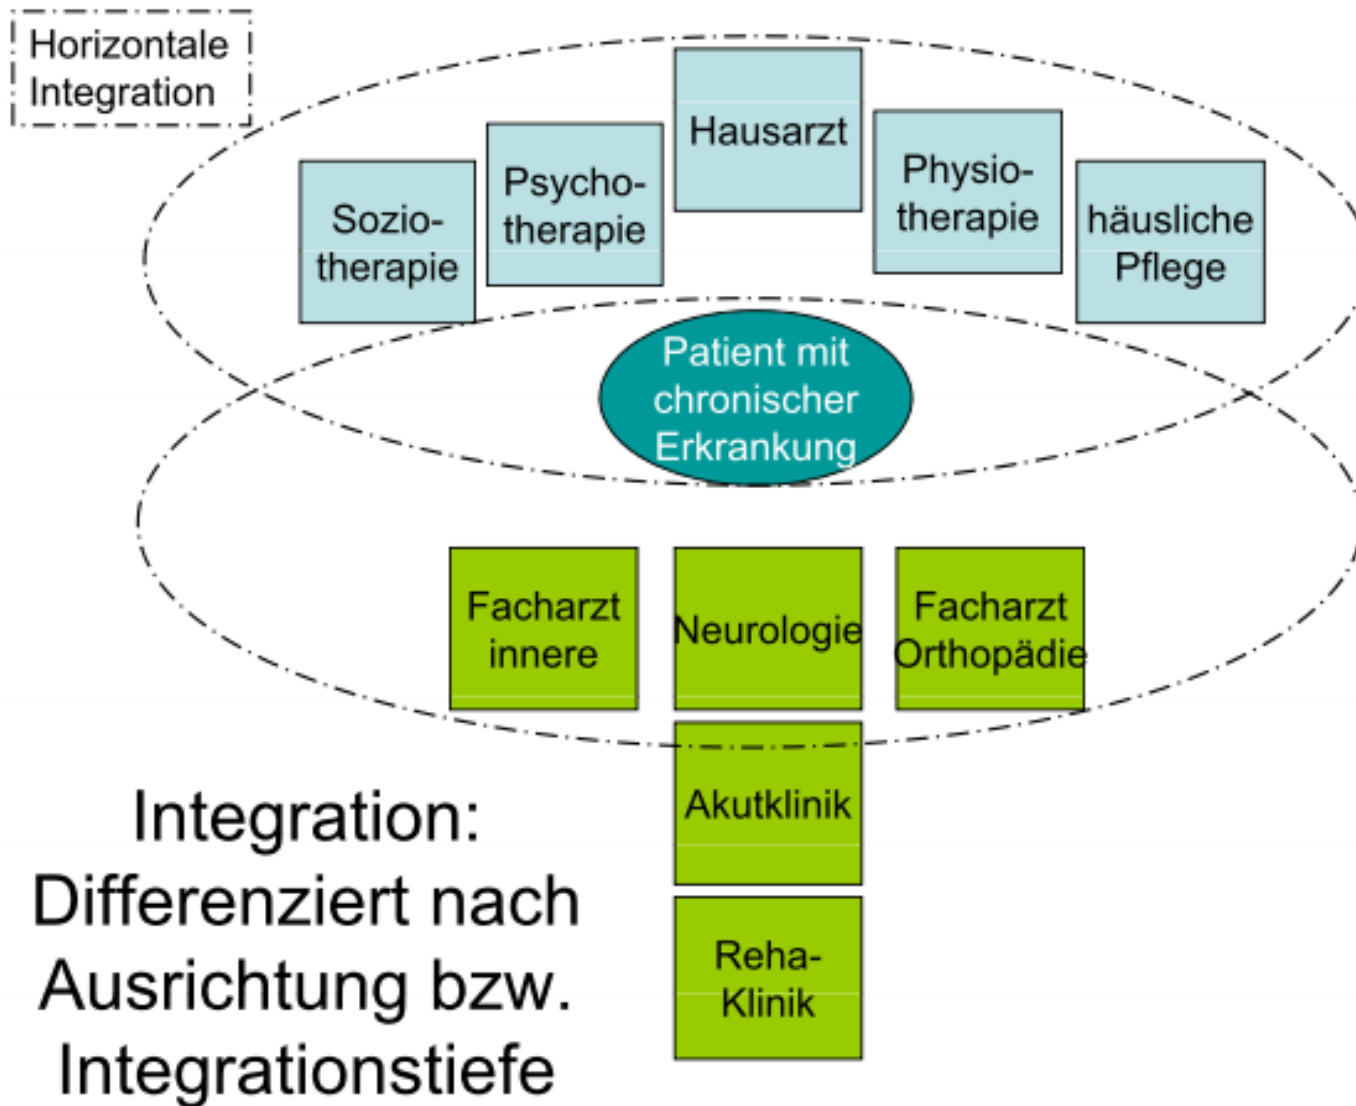 Horizontale
Integration
Hausarzt
Psycho-
therapie
Physio-
therapie
Sozio-
therapie
häusliche
Pflege
Patient mit
chronischer
Erkrankung
Facharzt
innere
Neurologie
Facharzt
Orthopädie
Akutklinik
Reha-
Klinik
Integration:
Differenziert nach
Ausrichtung bzw.
Integrationstiefe